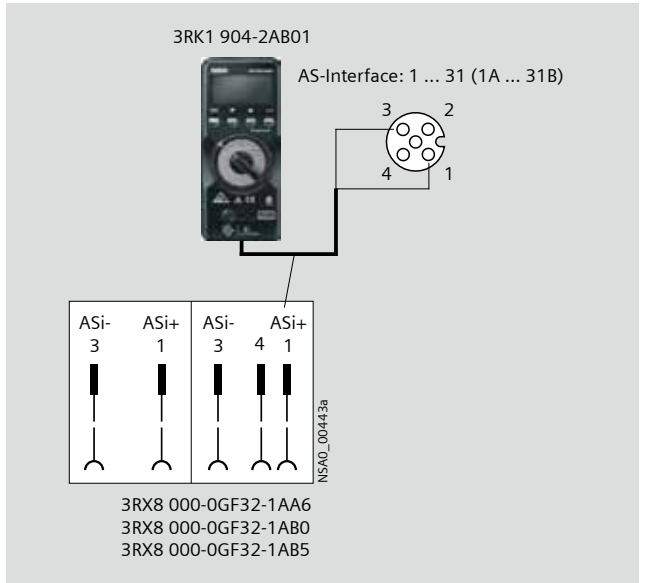 3RK1 904-2AB01
AS-Interface: 1 ... 31 (1A ... 31B)
3 2
4 1
ASi- ASi+ ASi- ASi+
3 1 3 4 1
NSA0_00443a
3RX8 000-0GF32-1AA6
3RX8 000-0GF32-1AB0
3RX8 000-0GF32-1AB5